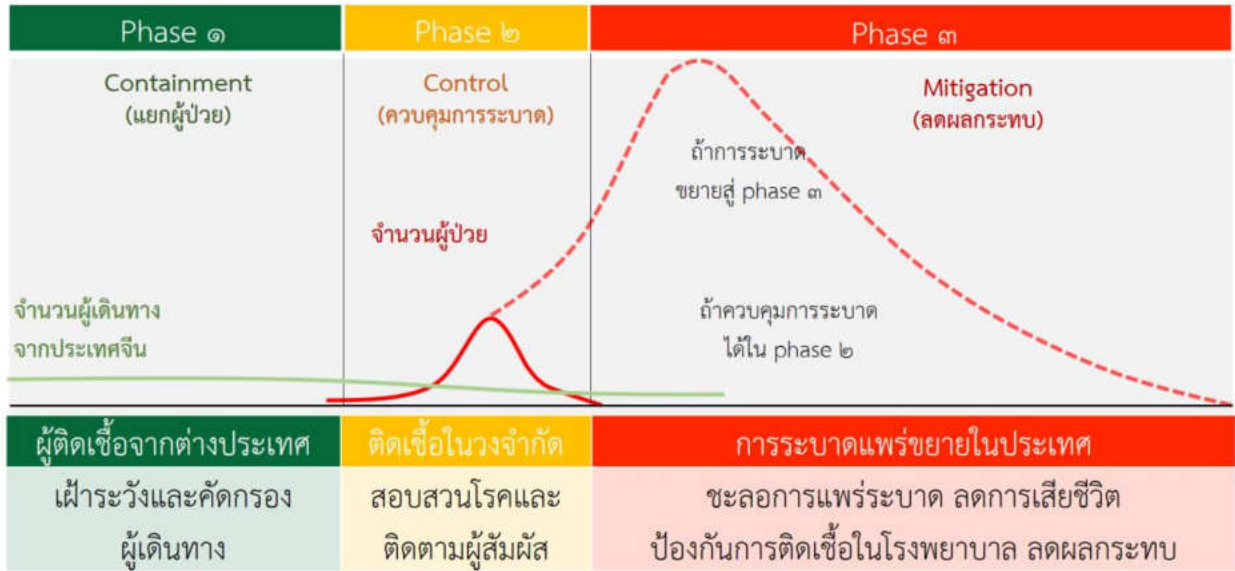 Phase ๑
Phase ๒
Phase ๓
Containment
(แยกผู้ป่วย)
Control
(ควบคุมการระบาด)
Mitigation
(ลดผลกระทบ)
ถ้าการระบาด
ขยายสู่ phase ๓
จำนวนผู้ป่วย
จำนวนผู้เดินทาง
จากประเทศจีน
ถ้าควบคุมการระบาด
ได้ใน phase ๒
ผู้ติดเชื้อจากต่างประเทศ
ติดเชื้อในวงจำกัด
การระบาดแพร่ขยายในประเทศ
เฝ้าระวังและคัดกรอง
ผู้เดินทาง
สอบสวนโรคและ
ติดตามผู้สัมผัส
ชะลอการแพร่ระบาด ลดการเสียชีวิต
ป้องกันการติดเชื้อในโรงพยาบาล ลดผลกระทบ